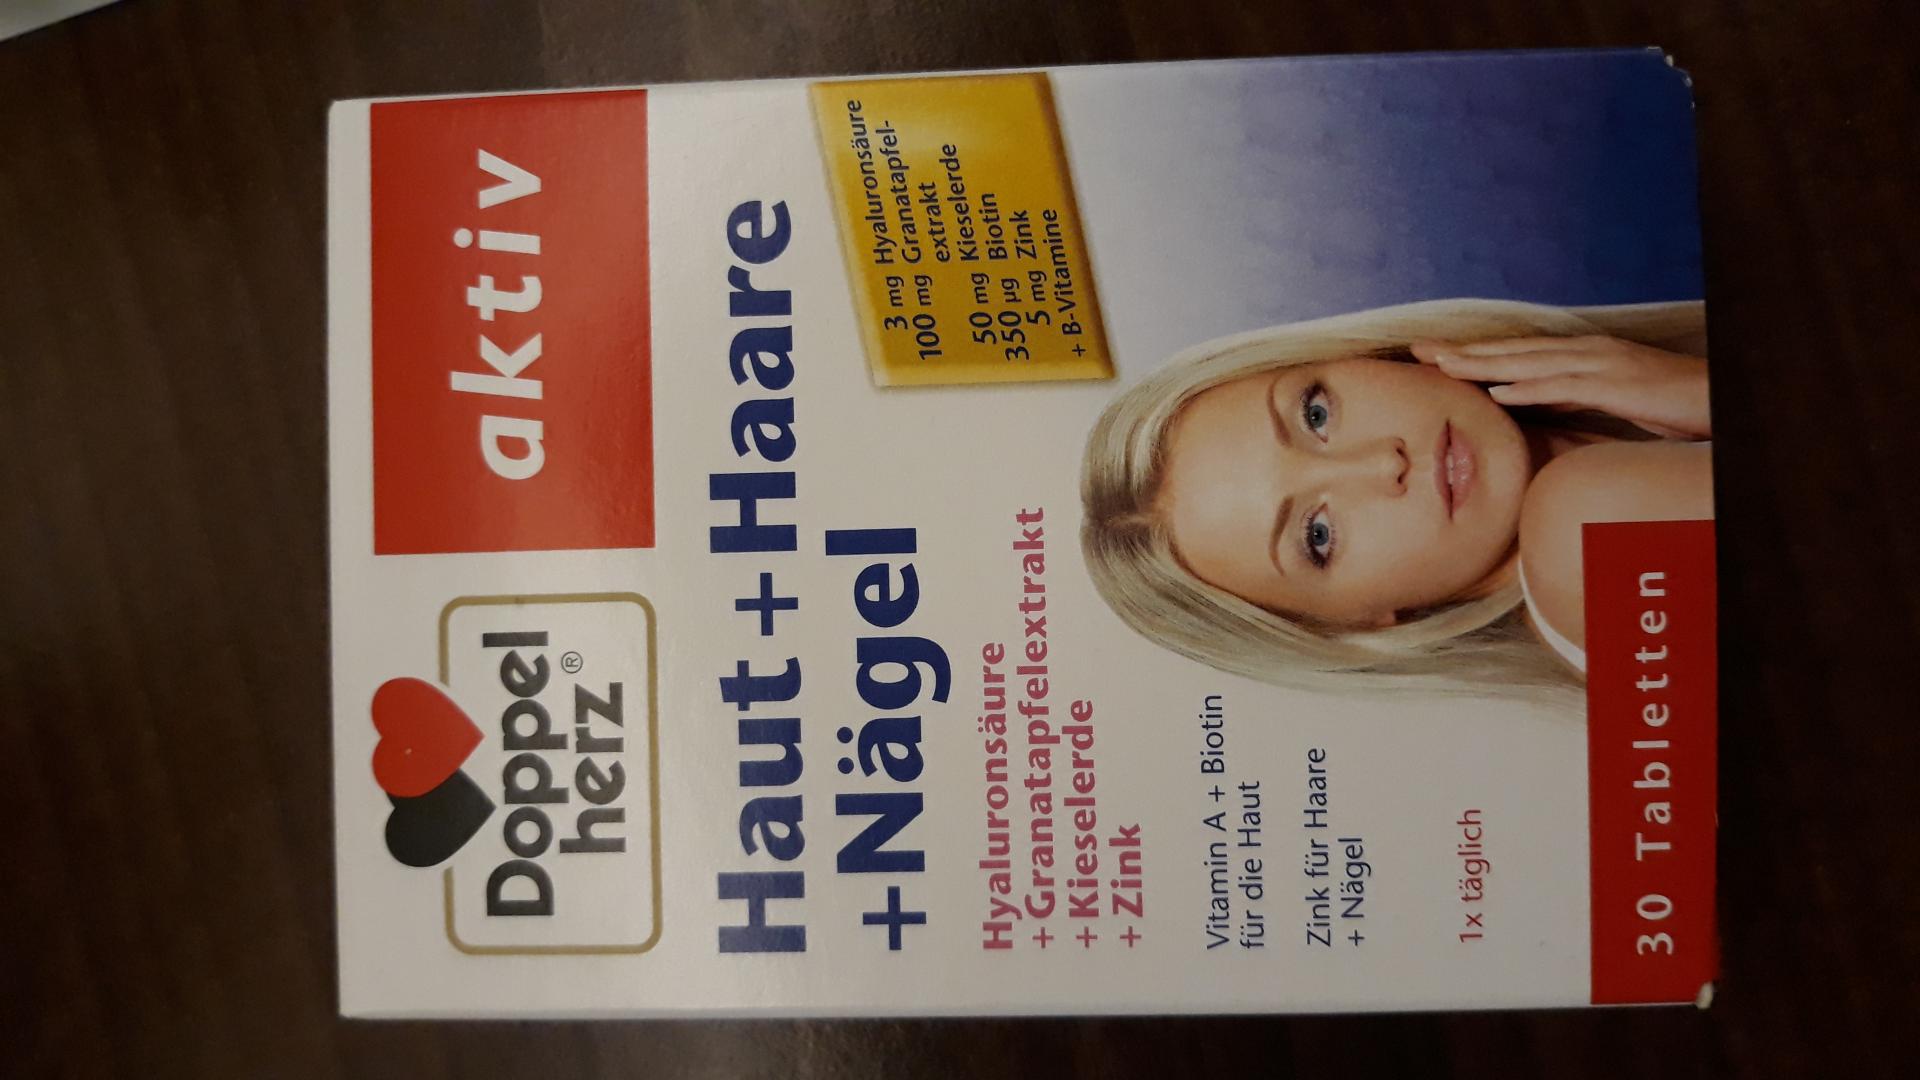 Doppel
herz®
aktiv
Haut + Haare
+ Nägel
Hyaluronsäure
+ Granatapfelextrakt
+ Kieselerde
+ Zink
3 mg Hyaluronsäure
100 mg Granatapfel-
extrakt
50 mg Kieselerde
350 µg Biotin
5 mg Zink
+ B-Vitamine
Vitamin A + Biotin
für die Haut
Zink für Haare
+ Nägel
1x täglich
30 Tabletten